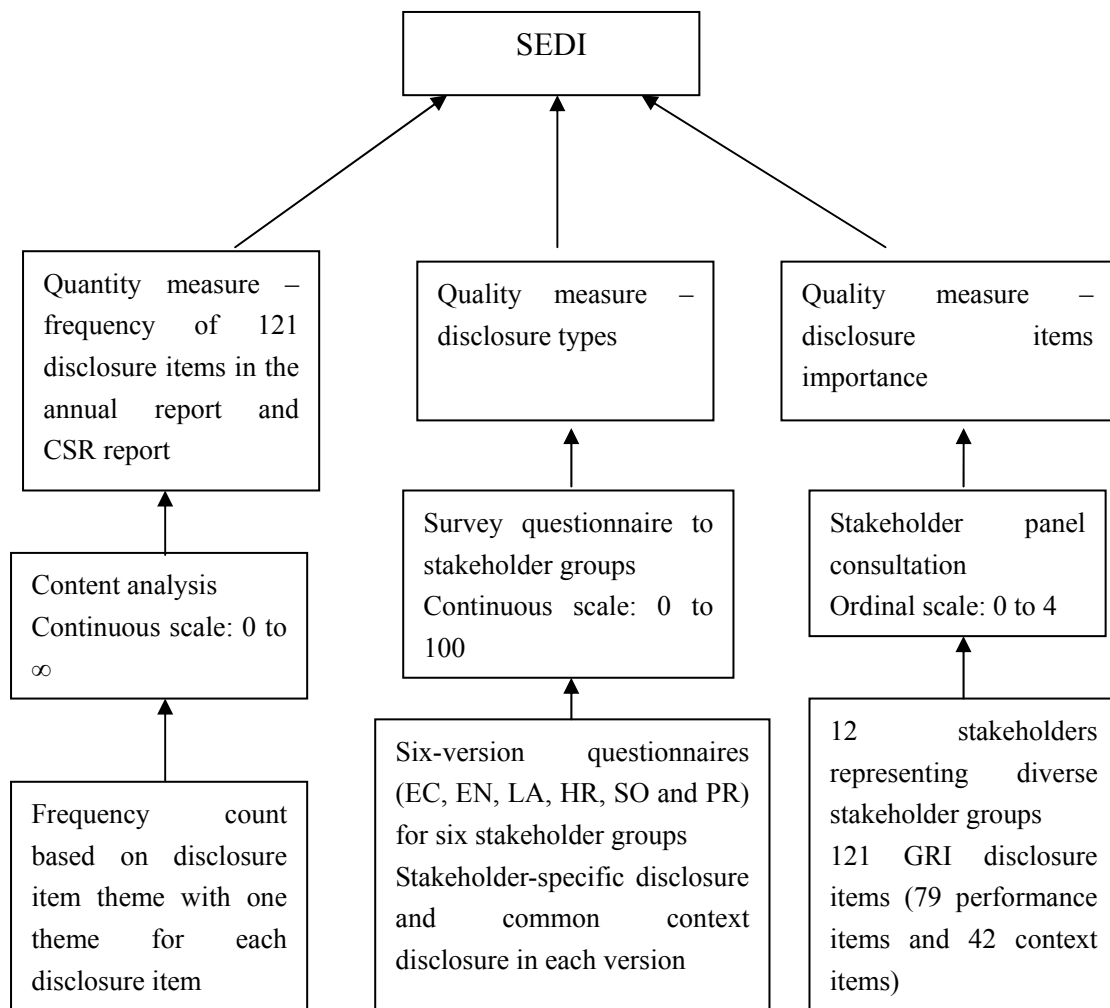 SEDI
Quantity measure –
frequency of 121
disclosure items in the
annual report and
CSR report
Quality measure –
disclosure types
Quality measure –
disclosure items
importance
Content analysis
Continuous scale: 0 to
∞
Survey questionnaire to
stakeholder groups
Continuous scale: 0 to
100
Stakeholder panel
consultation
Ordinal scale: 0 to 4
Frequency count
based on disclosure
item theme with one
theme for each
disclosure item
Six-version questionnaires
(EC, EN, LA, HR, SO and PR)
for six stakeholder groups
Stakeholder-specific disclosure
and common context
disclosure in each version
12 stakeholders
representing diverse
stakeholder groups
121 GRI disclosure
items (79 performance
items and 42 context
items)